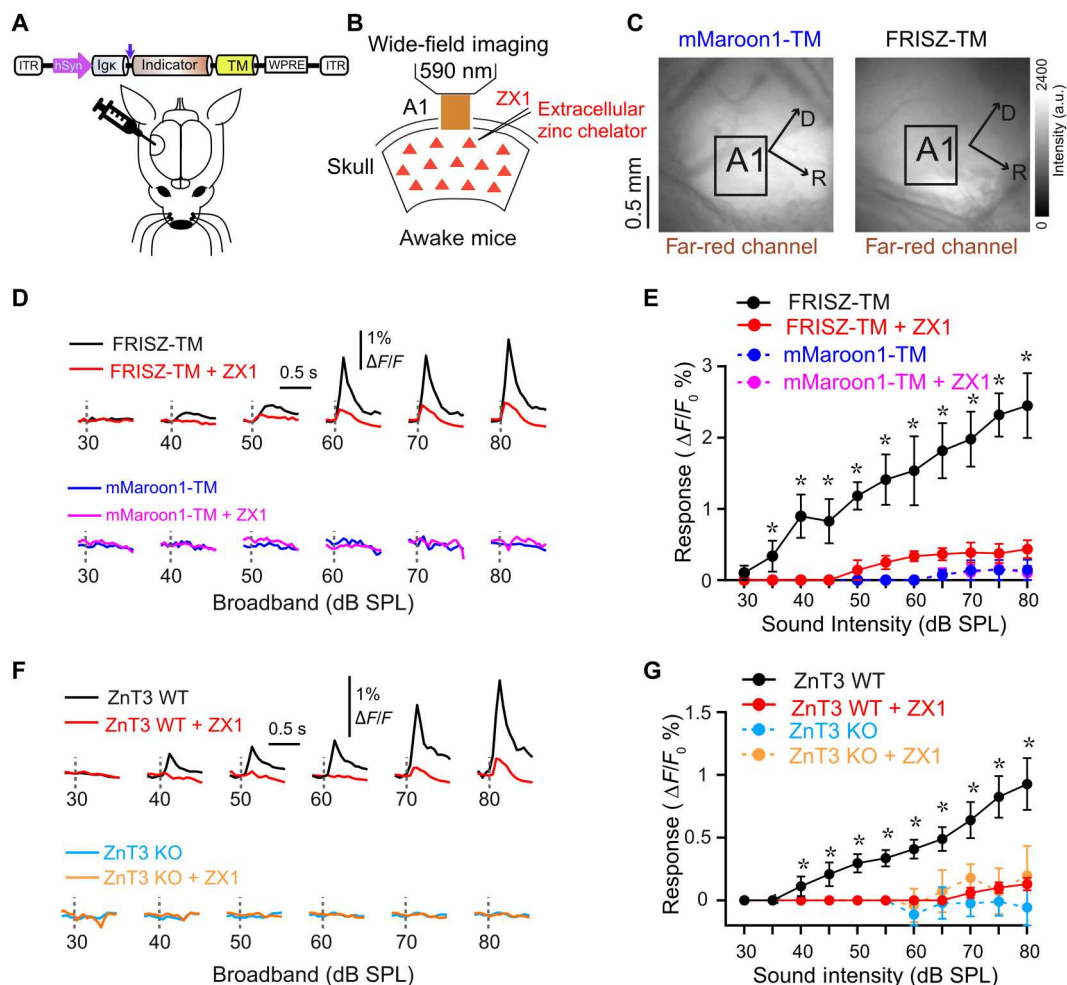 A
ITR
hSyn
Igκ
Indicator
TM
WPRE
ITR
B
Wide-field imaging
590 nm
A1
ZX1
Extracellular
zinc chelator
Skull
Awake mice
C
mMaroon1-TM
FRISZ-TM
A1
D
R
A1
D
R
0.5 mm
2400
Intensity (a.u.)
0
Far-red channel
Far-red channel
D
FRISZ-TM
FRISZ-TM + ZX1
0.5 s
1%
ΔF/F
30
40
50
60
70
80
mMaroon1-TM
mMaroon1-TM + ZX1
30
40
50
60
70
80
Broadband (dB SPL)
E
FRISZ-TM
FRISZ-TM + ZX1
mMaroon1-TM
mMaroon1-TM + ZX1
Response ( ΔF/F0 %)
3
2
1
0
* * * * * * * * * *
30 40 50 60 70 80
Sound Intensity (dB SPL)
F
ZnT3 WT
ZnT3 WT + ZX1
0.5 s
1%
ΔF/F
30
40
50
60
70
80
ZnT3 KO
ZnT3 KO + ZX1
30
40
50
60
70
80
Broadband (dB SPL)
G
ZnT3 WT
ZnT3 WT + ZX1
ZnT3 KO
ZnT3 KO + ZX1
Response ( ΔF/F0 %)
1.5
1
0.5
0
* * * * * * * * *
30 40 50 60 70 80
Sound intensity (dB SPL)